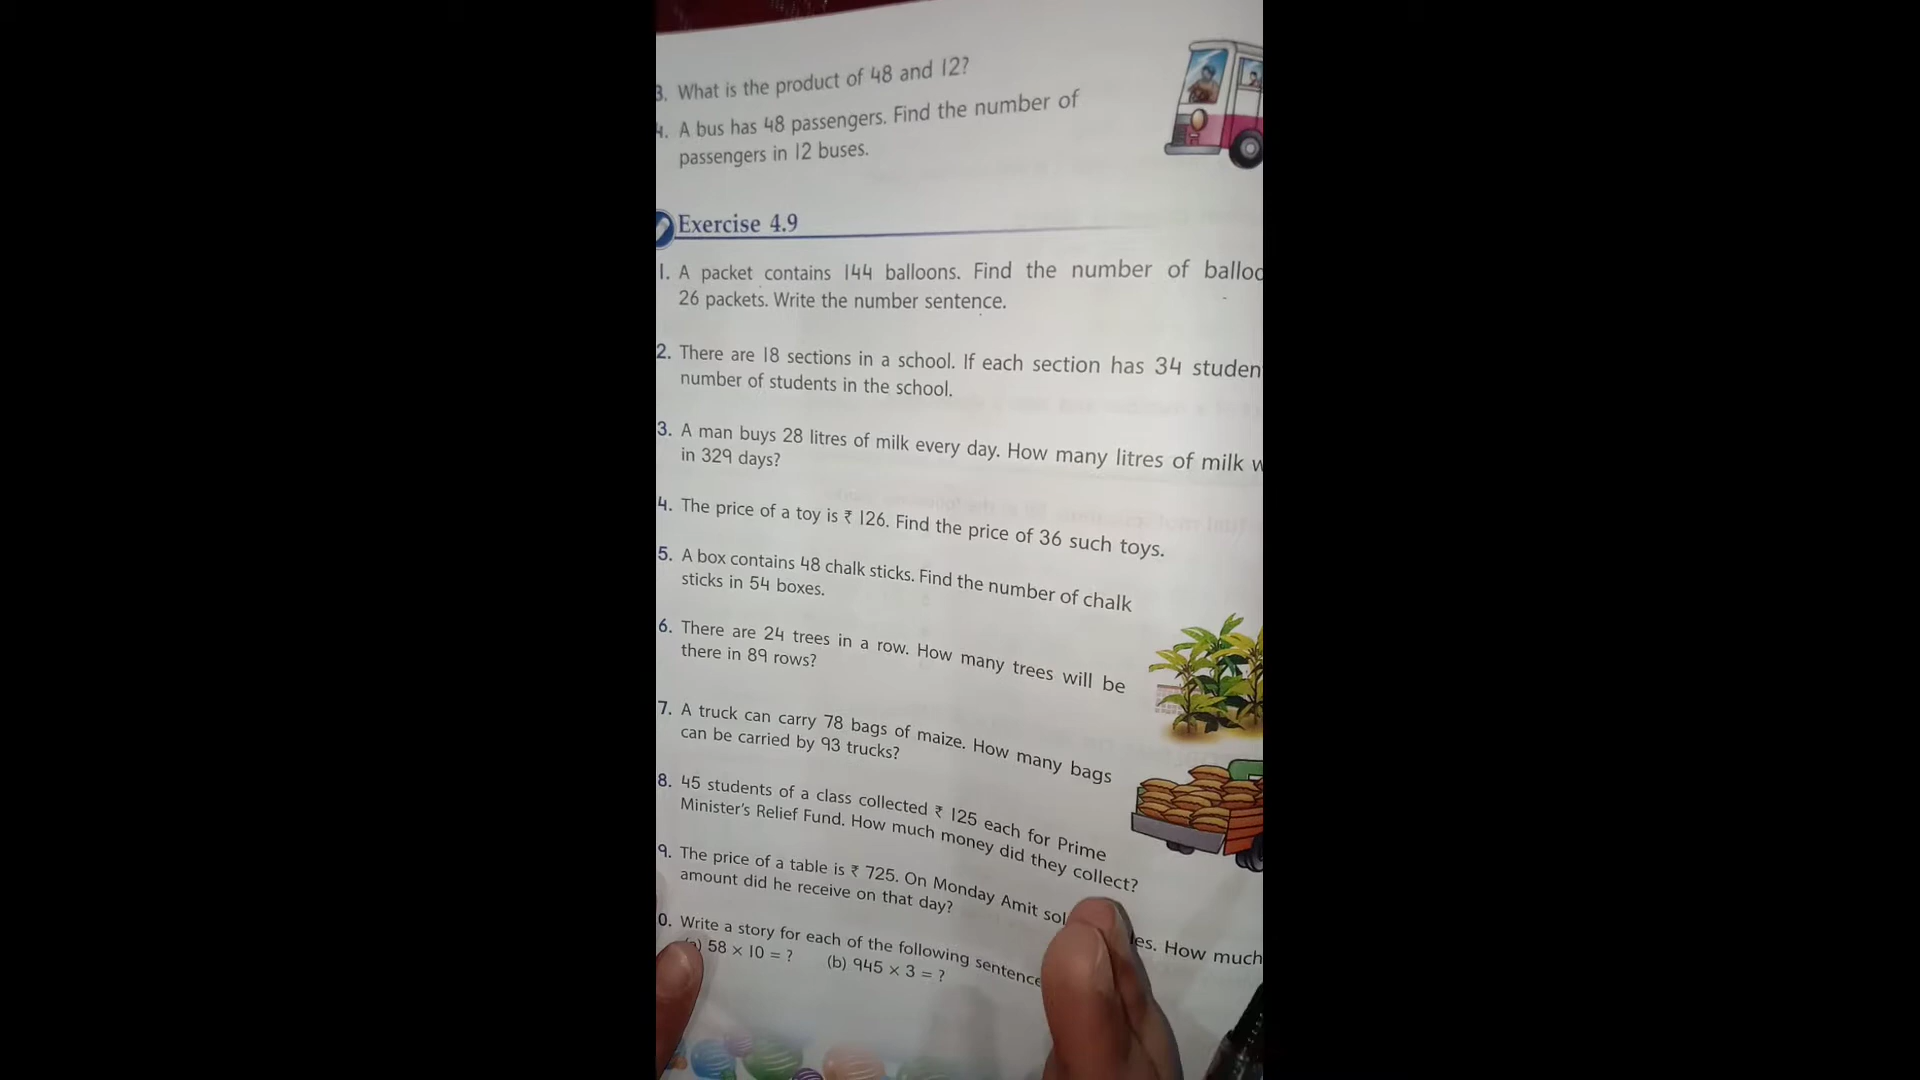 3. What is the product of 48 and 12?
4. A bus has 48 passengers. Find the number of
passengers in 12 buses.
Exercise 4.9
1. A packet contains 144 balloons. Find the number of balloo
26 packets. Write the number sentence.
2. There are 18 sections in a school. If each section has 34 studen
number of students in the school.
3. A man buys 28 litres of milk every day. How many litres of milk w
in 329 days?
4. The price of a toy is ₹ 126. Find the price of 36 such toys.
5. A box contains 48 chalk sticks. Find the number of chalk
sticks in 54 boxes.
6. There are 24 trees in a row. How many trees will be
there in 89 rows?
7. A truck can carry 78 bags of maize. How many bags
can be carried by 93 trucks?
8. 45 students of a class collected ₹ 125 each for Prime
Minister's Relief Fund. How much money did they collect?
9. The price of a table is ₹ 725. On Monday Amit sol les. How much
amount did he receive on that day?
0. Write a story for each of the following sentence
(a) 58 × 10 = ? (b) 945 × 3 = ?